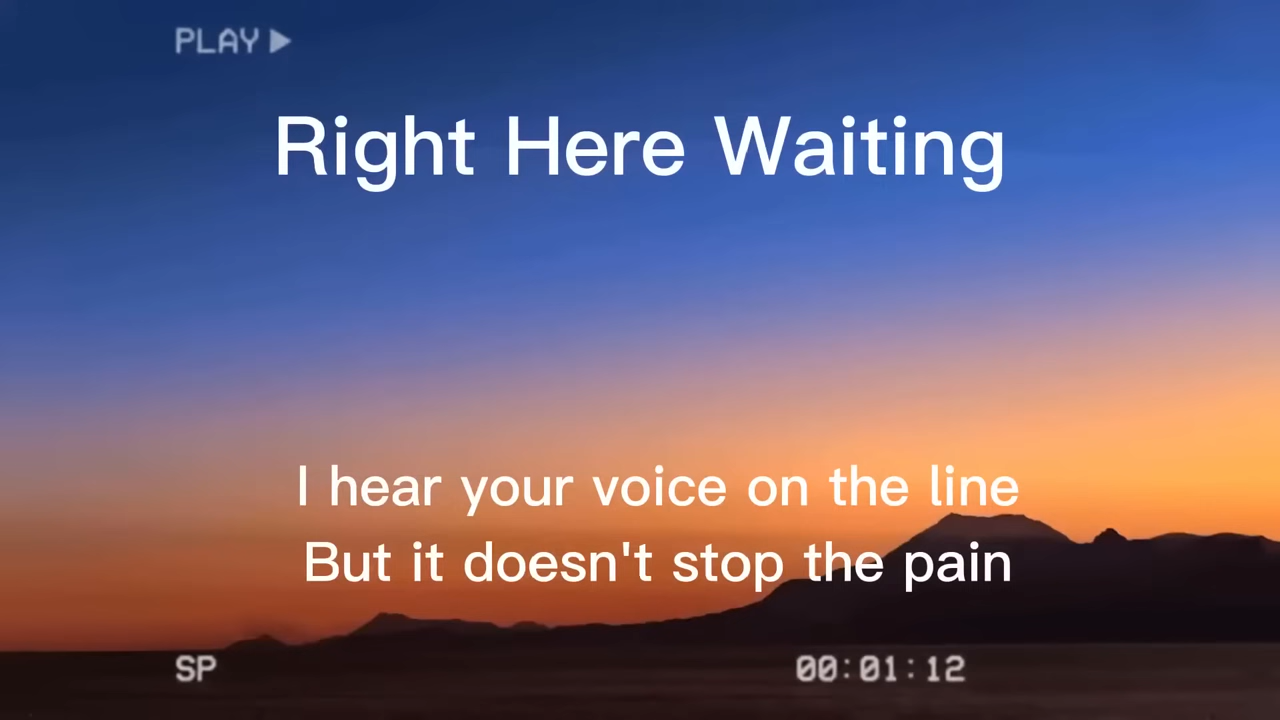 PLAY
Right Here Waiting
I hear your voice on the line
But it doesn't stop the pain
SP
00:01:12